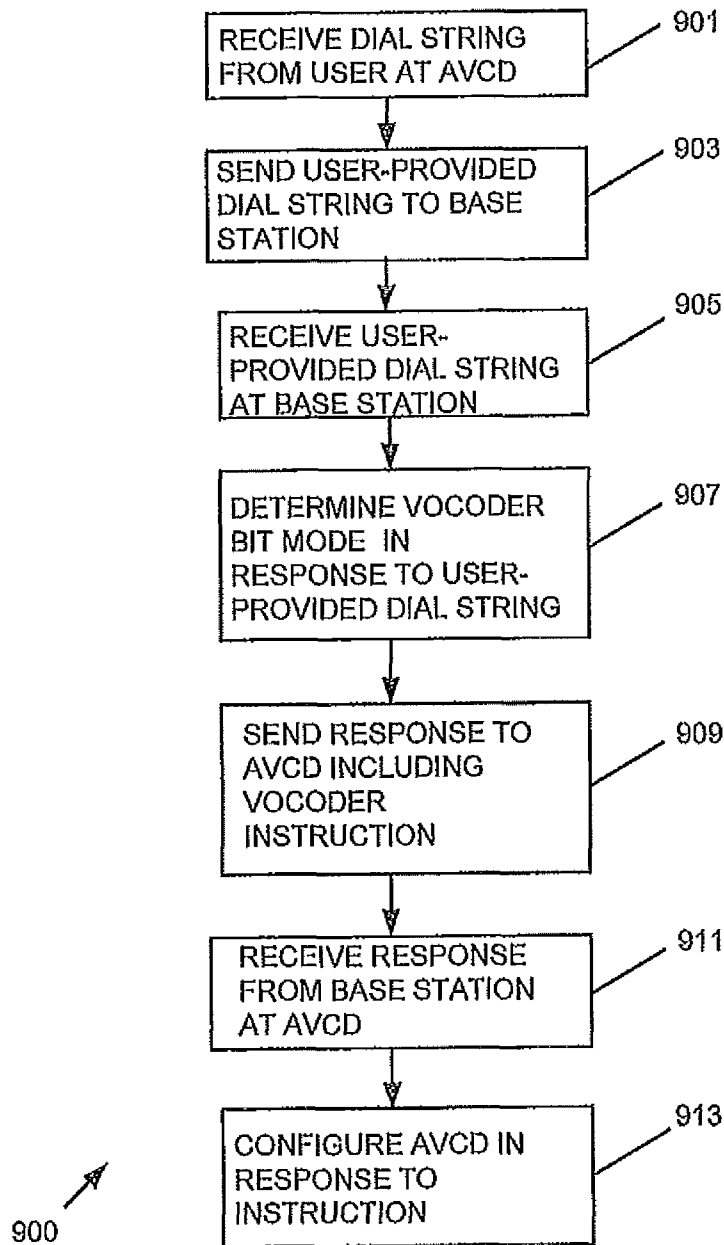 RECEIVE DIAL STRING
FROM USER AT AVCD
901
SEND USER-PROVIDED
DIAL STRING TO BASE
STATION
903
RECEIVE USER-
PROVIDED DIAL STRING
AT BASE STATION
905
DETERMINE VOCODER
BIT MODE IN
RESPONSE TO USER-
PROVIDED DIAL STRING
907
SEND RESPONSE TO
AVCD INCLUDING
VOCODER
INSTRUCTION
909
RECEIVE RESPONSE
FROM BASE STATION
AT AVCD
911
CONFIGURE AVCD IN
RESPONSE TO
INSTRUCTION
913
900